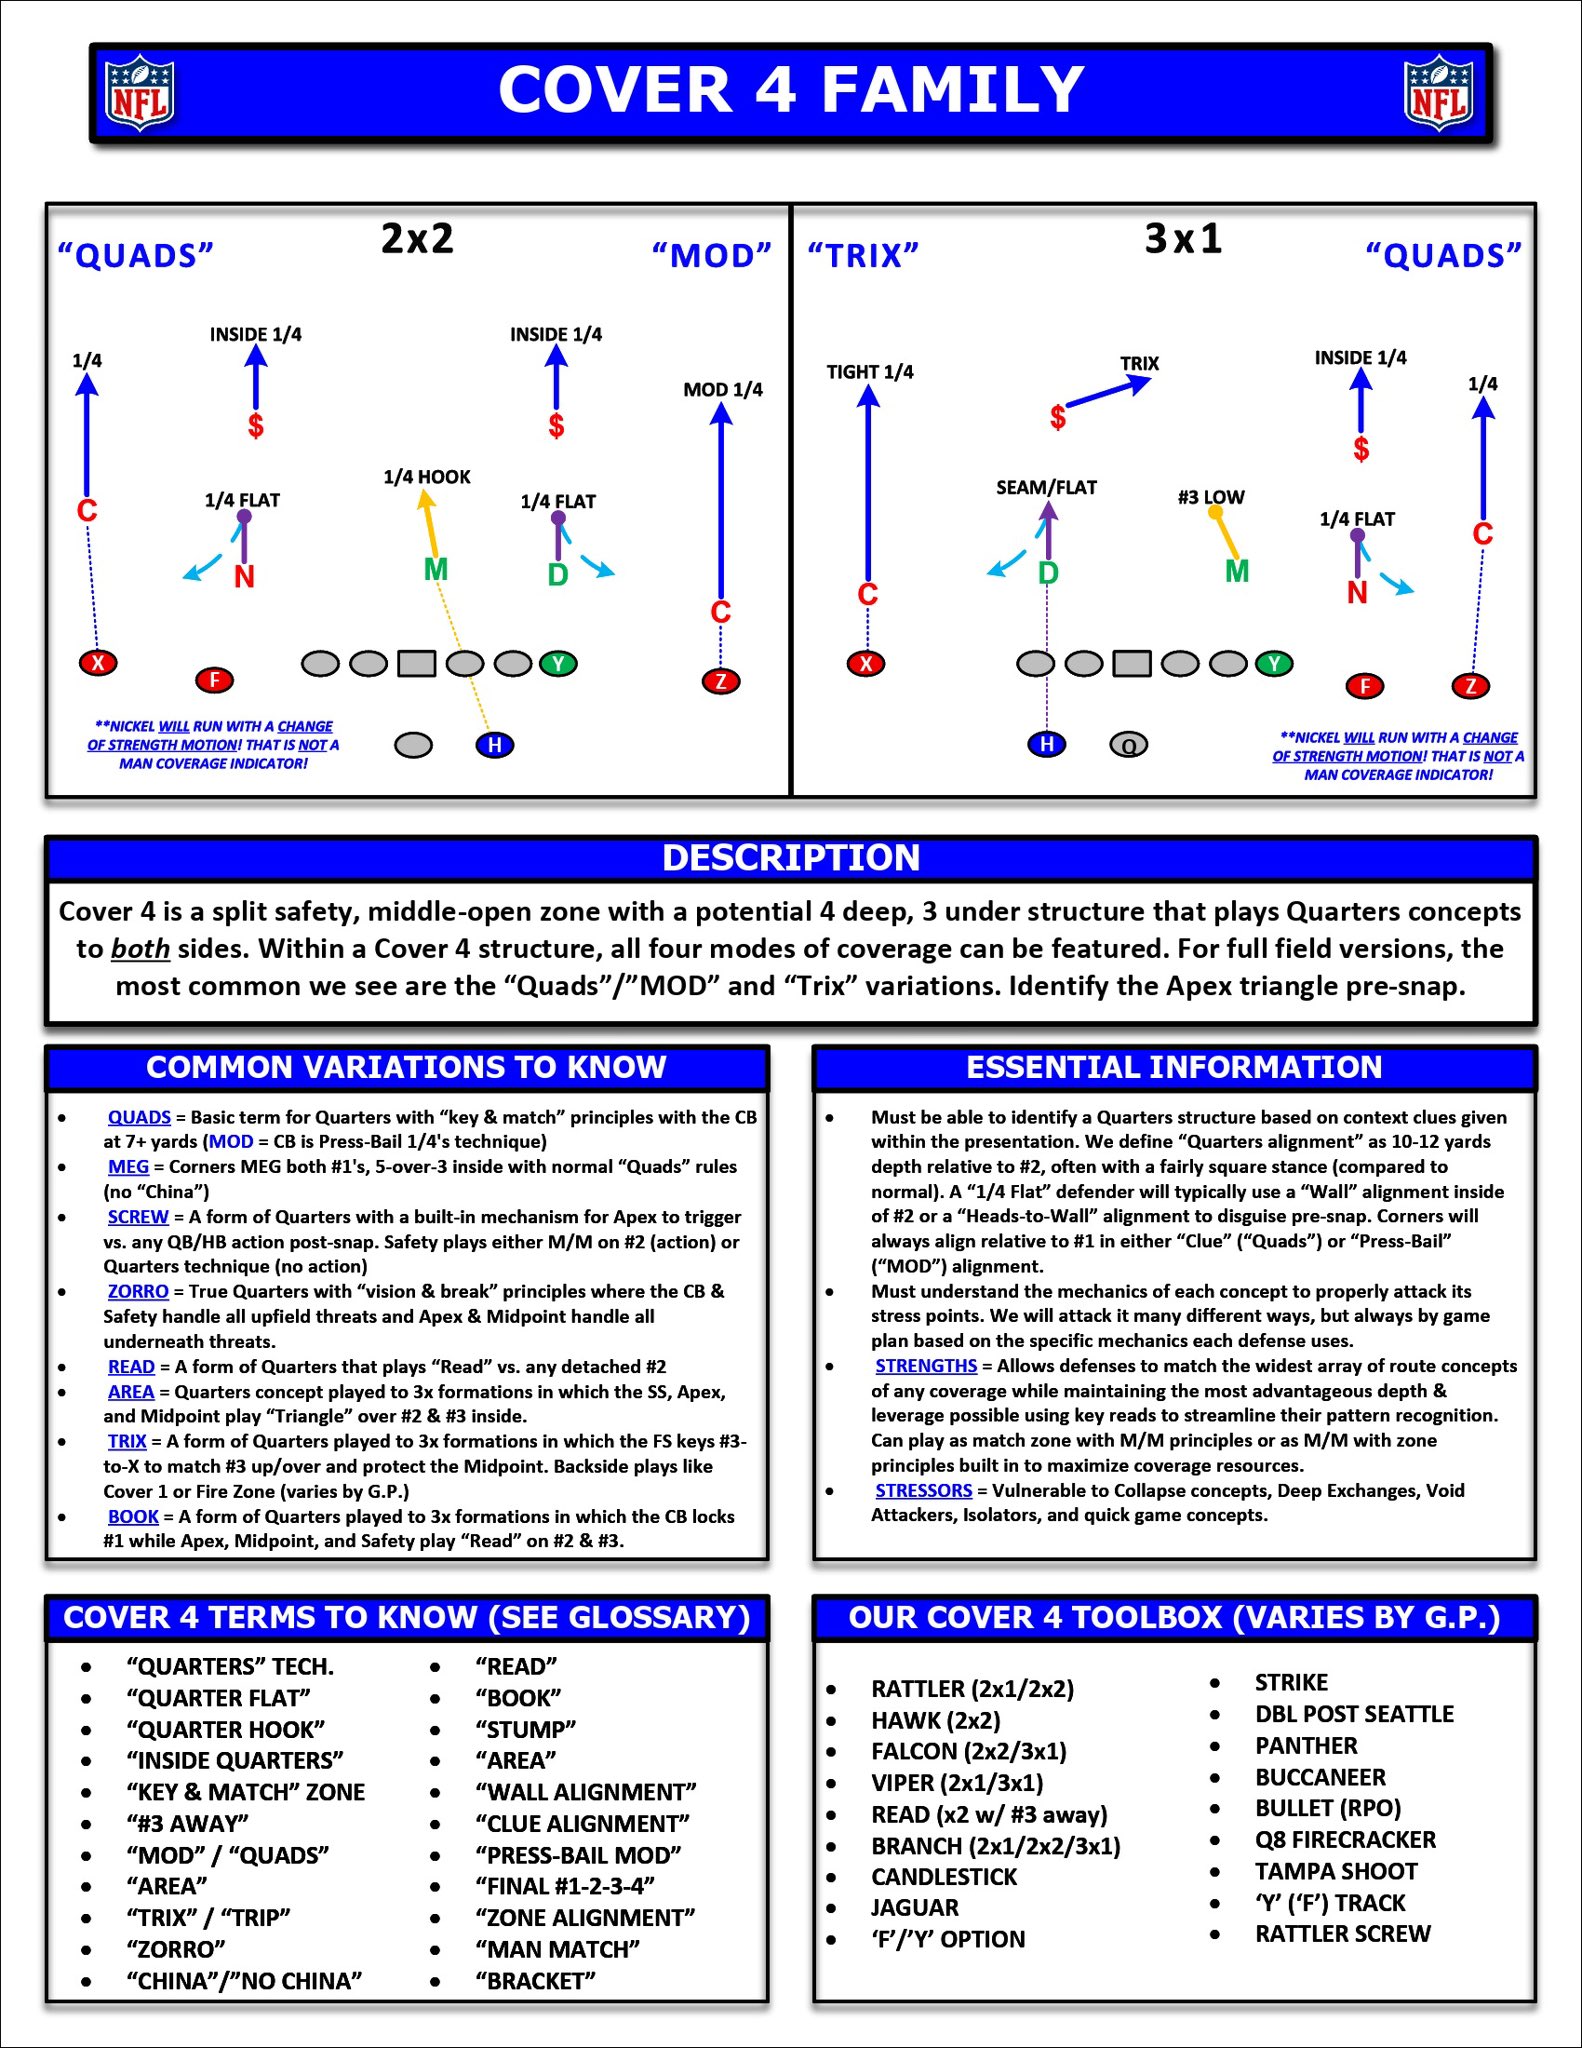 NFL
COVER 4 FAMILY
NFL
2x2
“QUADS”
“MOD”
INSIDE 1/4
INSIDE 1/4
1/4
MOD 1/4
$
$
1/4 HOOK
1/4 FLAT
1/4 FLAT
C
N
M
D
C
X
F
Y
Z
H
**NICKEL WILL RUN WITH A CHANGE
OF STRENGTH MOTION! THAT IS NOT A
MAN COVERAGE INDICATOR!
3x1
“TRIX”
“QUADS”
TRIX
INSIDE 1/4
TIGHT 1/4
1/4
$
$
SEAM/FLAT
#3 LOW
1/4 FLAT
C
D
M
N
C
X
Y
F
Z
H
Q
**NICKEL WILL RUN WITH A CHANGE
OF STRENGTH MOTION! THAT IS NOT A
MAN COVERAGE INDICATOR!
DESCRIPTION
Cover 4 is a split safety, middle-open zone with a potential 4 deep, 3 under structure that plays Quarters concepts
to both sides. Within a Cover 4 structure, all four modes of coverage can be featured. For full field versions, the
most common we see are the “Quads”/”MOD” and “Trix” variations. Identify the Apex triangle pre-snap.
COMMON VARIATIONS TO KNOW
• QUADS = Basic term for Quarters with “key & match” principles with the CB
at 7+ yards (MOD = CB is Press-Bail 1/4's technique)
• MEG = Corners MEG both #1's, 5-over-3 inside with normal “Quads” rules
(no “China”)
• SCREW = A form of Quarters with a built-in mechanism for Apex to trigger
vs. any QB/HB action post-snap. Safety plays either M/M on #2 (action) or
Quarters technique (no action)
• ZORRO = True Quarters with “vision & break” principles where the CB &
Safety handle all upfield threats and Apex & Midpoint handle all
underneath threats.
• READ = A form of Quarters that plays “Read” vs. any detached #2
• AREA = Quarters concept played to 3x formations in which the SS, Apex,
and Midpoint play “Triangle” over #2 & #3 inside.
• TRIX = A form of Quarters played to 3x formations in which the FS keys #3-
to-X to match #3 up/over and protect the Midpoint. Backside plays like
Cover 1 or Fire Zone (varies by G.P.)
• BOOK = A form of Quarters played to 3x formations in which the CB locks
#1 while Apex, Midpoint, and Safety play “Read” on #2 & #3.
ESSENTIAL INFORMATION
• Must be able to identify a Quarters structure based on context clues given
within the presentation. We define “Quarters alignment” as 10-12 yards
depth relative to #2, often with a fairly square stance (compared to
normal). A “1/4 Flat” defender will typically use a “Wall” alignment inside
of #2 or a “Heads-to-Wall” alignment to disguise pre-snap. Corners will
always align relative to #1 in either “Clue” (“Quads”) or “Press-Bail”
(“MOD”) alignment.
• Must understand the mechanics of each concept to properly attack its
stress points. We will attack it many different ways, but always by game
plan based on the specific mechanics each defense uses.
• STRENGTHS = Allows defenses to match the widest array of route concepts
of any coverage while maintaining the most advantageous depth &
leverage possible using key reads to streamline their pattern recognition.
Can play as match zone with M/M principles or as M/M with zone
principles built in to maximize coverage resources.
• STRESSORS = Vulnerable to Collapse concepts, Deep Exchanges, Void
Attackers, Isolators, and quick game concepts.
COVER 4 TERMS TO KNOW (SEE GLOSSARY)
• “QUARTERS” TECH.
• “QUARTER FLAT”
• “QUARTER HOOK”
• “INSIDE QUARTERS”
• “KEY & MATCH” ZONE
• “#3 AWAY”
• “MOD” / “QUADS”
• “AREA”
• “TRIX” / “TRIP”
• “ZORRO”
• “CHINA”/”NO CHINA”
• “READ”
• “BOOK”
• “STUMP”
• “AREA”
• “WALL ALIGNMENT”
• “CLUE ALIGNMENT”
• “PRESS-BAIL MOD”
• “FINAL #1-2-3-4”
• “ZONE ALIGNMENT”
• “MAN MATCH”
• “BRACKET”
OUR COVER 4 TOOLBOX (VARIES BY G.P.)
• RATTLER (2x1/2x2)
• HAWK (2x2)
• FALCON (2x2/3x1)
• VIPER (2x1/3x1)
• READ (x2 w/ #3 away)
• BRANCH (2x1/2x2/3x1)
• CANDLESTICK
• JAGUAR
• ‘F’/’Y’ OPTION
• STRIKE
• DBL POST SEATTLE
• PANTHER
• BUCCANEER
• BULLET (RPO)
• Q8 FIRECRACKER
• TAMPA SHOOT
• ‘Y’ (‘F’) TRACK
• RATTLER SCREW